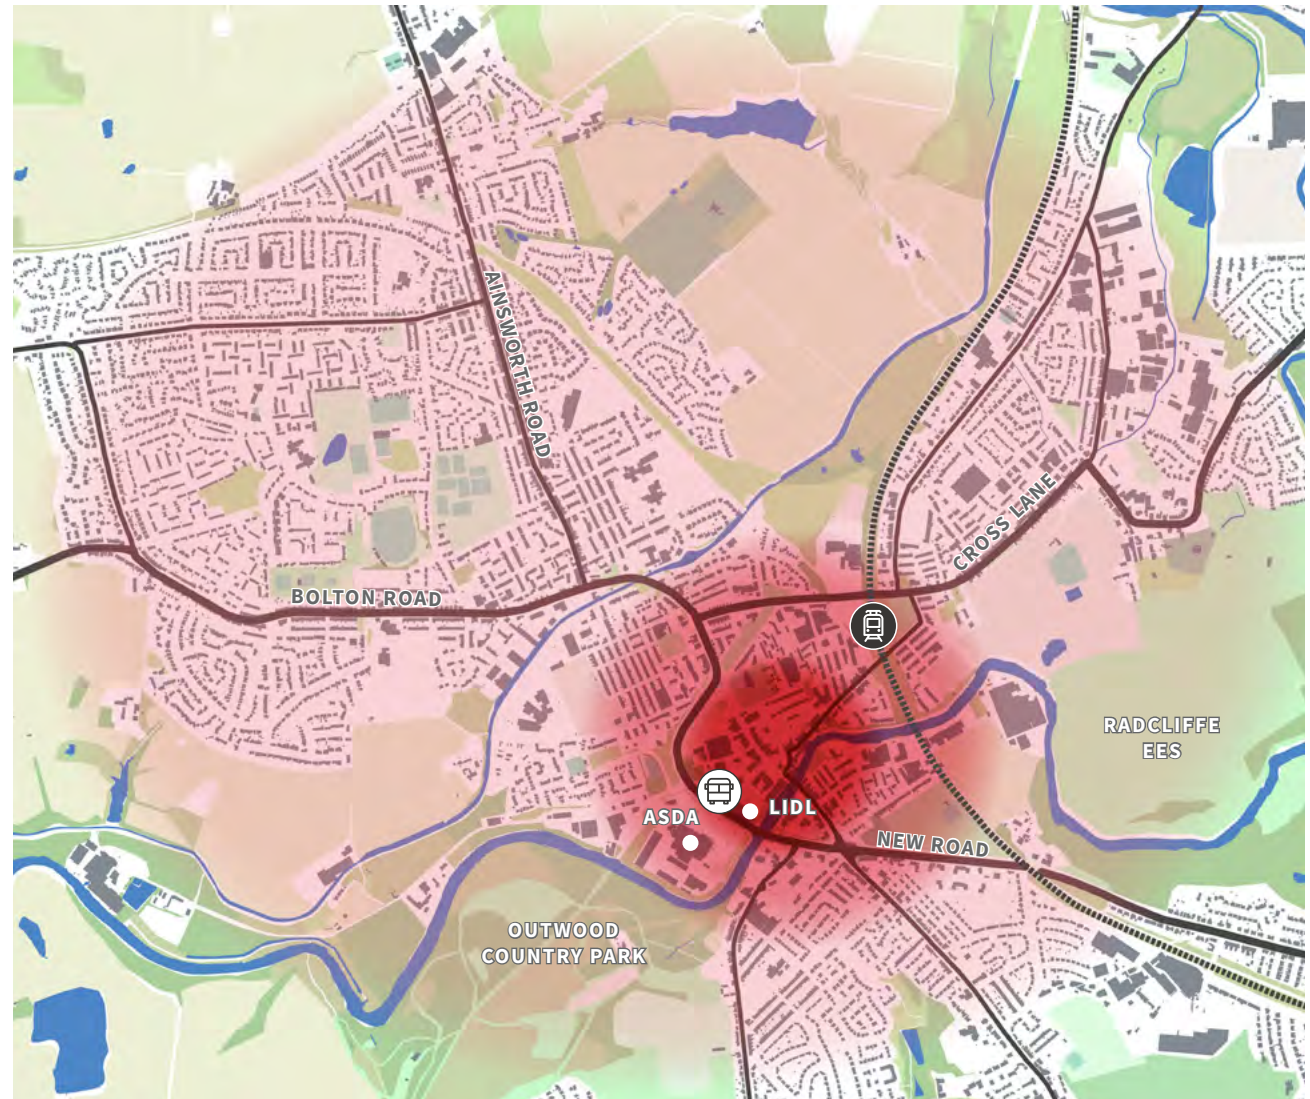 AINSWORTH ROAD
CROSS LANE
BOLTON ROAD
RADCLIFFE
EES
ASDA
LIDL
NEW ROAD
OUTWOOD
COUNTRY PARK